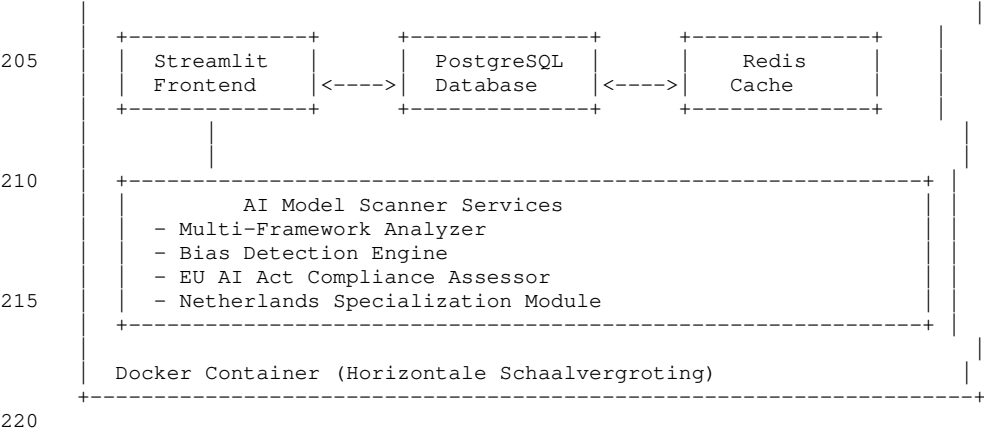 205 Streamlit PostgreSQL Redis
Frontend <----> Database <----> Cache
210
AI Model Scanner Services
- Multi-Framework Analyzer
- Bias Detection Engine
- EU AI Act Compliance Assessor
215 - Netherlands Specialization Module
Docker Container (Horizontale Schaalvergroting)
220